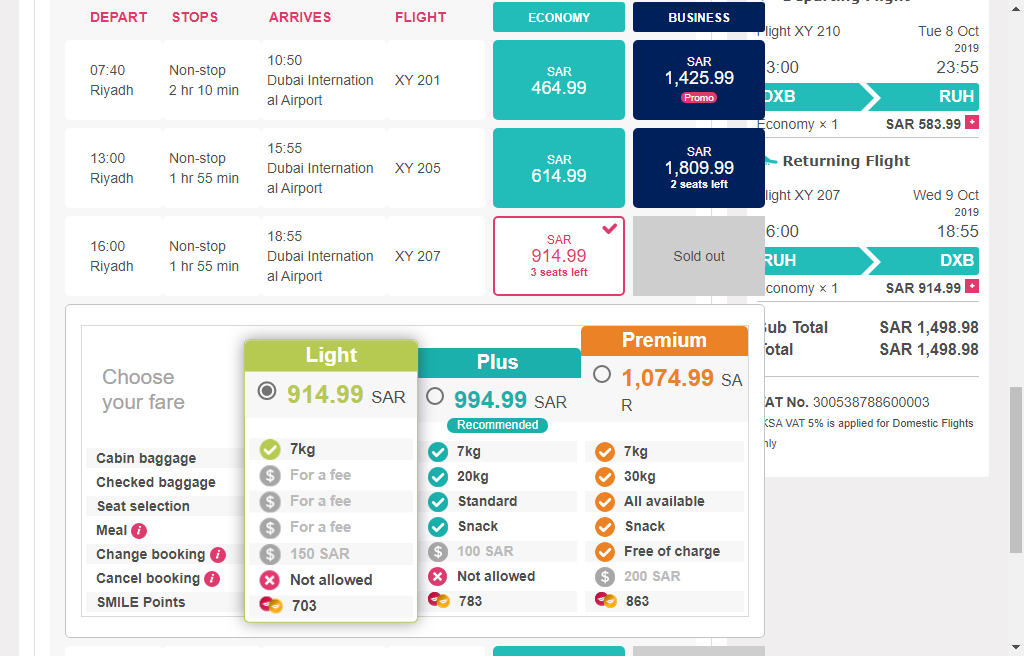 DEPART STOPS ARRIVES FLIGHT ECONOMY BUSINESS
07:40
Riyadh
Non-stop
2 hr 10 min
10:50
Dubai Internation
al Airport
XY 201
SAR
464.99
SAR
1,425.99
Promo
13:00
Riyadh
Non-stop
1 hr 55 min
15:55
Dubai Internation
al Airport
XY 205
SAR
614.99
SAR
1,809.99
2 seats left
16:00
Riyadh
Non-stop
1 hr 55 min
18:55
Dubai Internation
al Airport
XY 207
SAR
914.99
3 seats left
Sold out
Choose
your fare
Light
914.99 SAR
Plus
994.99 SAR
Recommended
Premium
1,074.99 SA
R
Cabin baggage 7kg 7kg 7kg
Checked baggage For a fee 20kg 30kg
Seat selection For a fee Standard All available
Meal i $ For a fee Snack Snack
Change booking i $ 150 SAR $ 100 SAR Free of charge
Cancel booking i Not allowed Not allowed $ 200 SAR
SMILE Points 703 783 863
Flight
light XY 210 Tue 8 Oct
2019
3:00 23:55
DXB RUH
Economy × 1 SAR 583.99 +
Returning Flight
light XY 207 Wed 9 Oct
2019
6:00 18:55
RUH DXB
conomy × 1 SAR 914.99 +
ub Total SAR 1,498.98
otal SAR 1,498.98
VAT No. 300538788600003
KSA VAT 5% is applied for Domestic Flights
nly